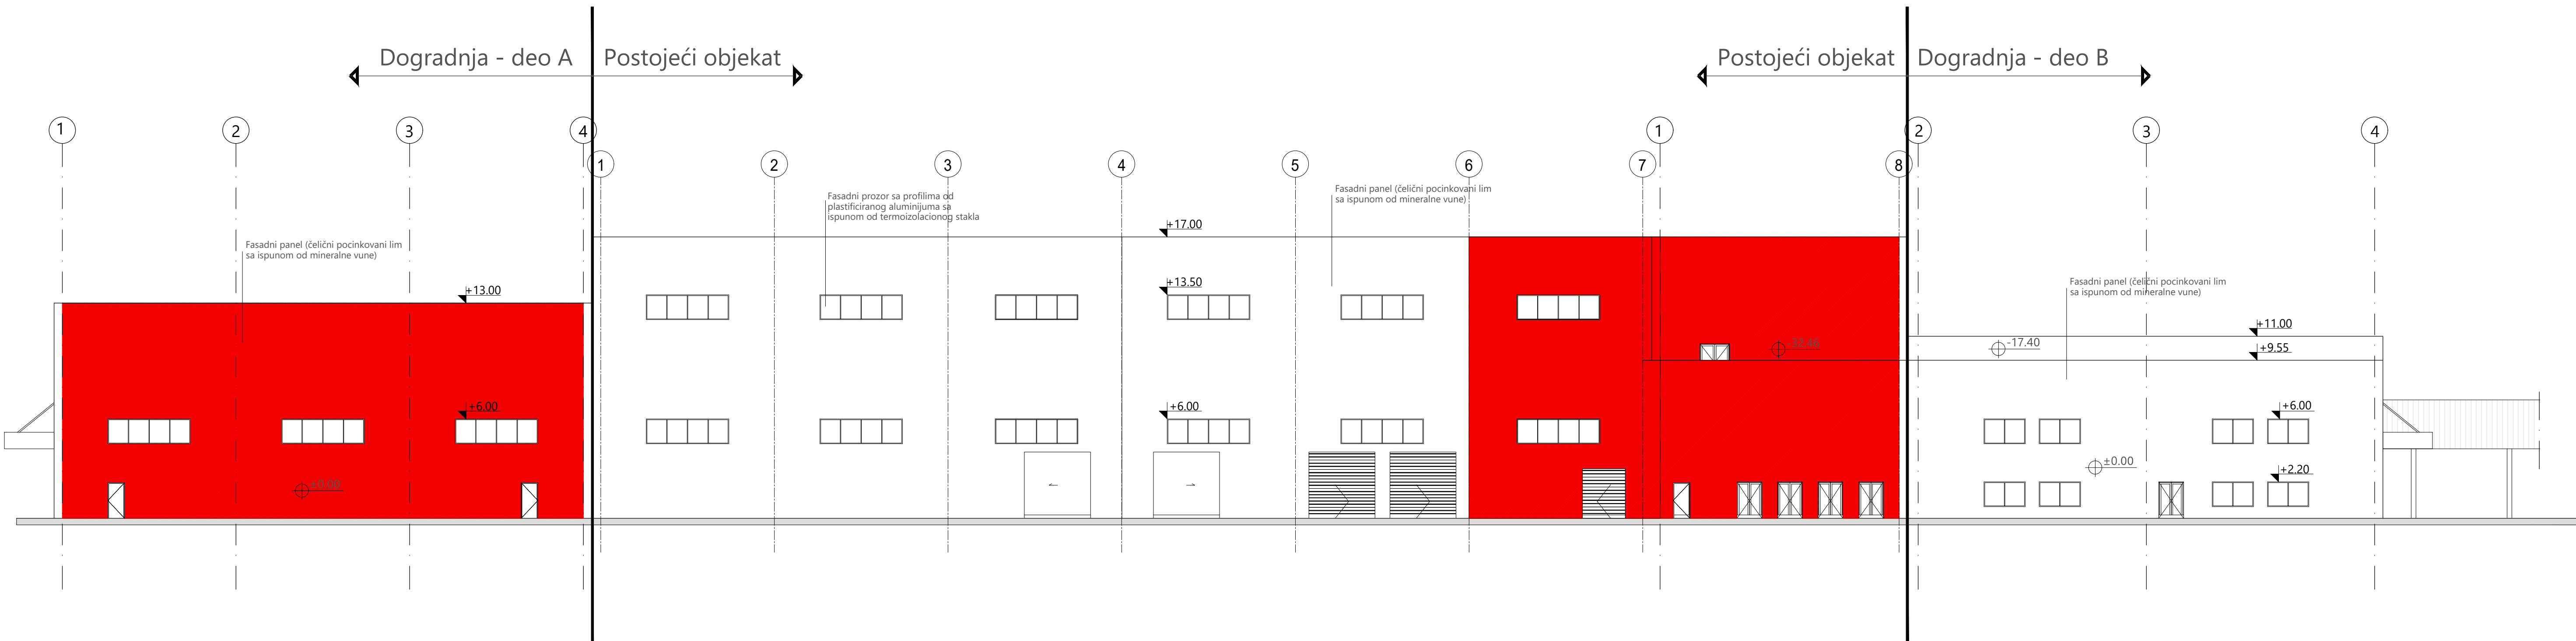 Dogradnja - deo A
Postojeći objekat
Postojeći objekat
Dogradnja - deo B
1
2
3
4
1
2
3
4
1
2
3
4
5
6
7
8
Fasadni prozor sa profilima od
plastificiranog aluminijuma sa
ispunom od termoizolacionog stakla
Fasadni panel (čelični pocinkovani lim
sa ispunom od mineralne vune)
+17.00
Fasadni panel (čelični pocinkovani lim
sa ispunom od mineralne vune)
Fasadni panel (čelični pocinkovani lim
sa ispunom od mineralne vune)
+13.00
+13.50
+11.00
-17.40
+9.55
+6.00
+6.00
+6.00
±0.00
+2.20